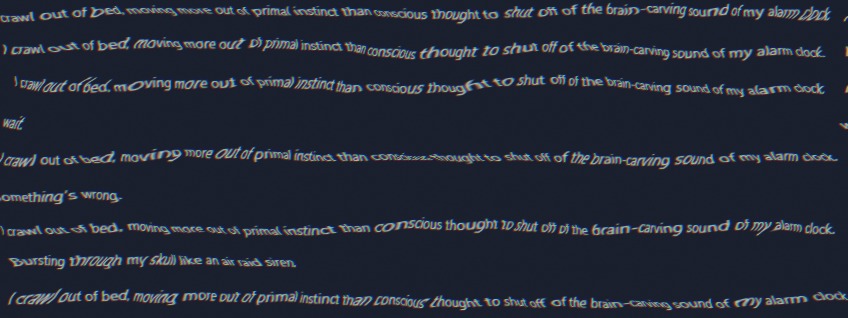 crawl out of bed, moving more out of primal instinct than conscious thought to shut off of the brain-carving sound of my alarm clock
I crawl out of bed, moving more out of primal instinct than conscious thought to shut off of the brain-carving sound of my alarm clock.
I crawl out of bed, moving more out of primal instinct than conscious thought to shut off of the brain-carving sound of my alarm clock.
wait.
I crawl out of bed, moving more out of primal instinct than conscious thought to shut off of the brain-carving sound of my alarm clock.
omething's wrong.
I crawl out of bed, moving more out of primal instinct than conscious thought to shut off of the brain-carving sound of my alarm clock.
Bursting through my skull like an air raid siren.
I crawl out of bed, moving more out of primal instinct than conscious thought to shut off of the brain-carving sound of my alarm clock